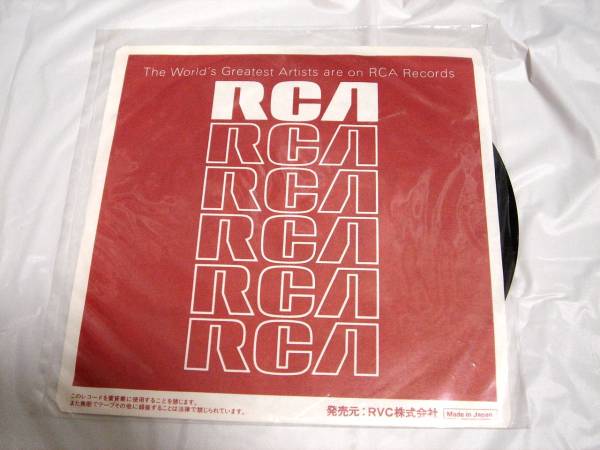 The World's Greatest Artists are on RCA Records
RCA
RCA
RCA
RCA
RCA
RCA
このレコードを賃貸業に使用することを禁じます。
また無断でテープその他に録音することは法律で禁じられています。
発売元：RVC株式会社 Made in Japan